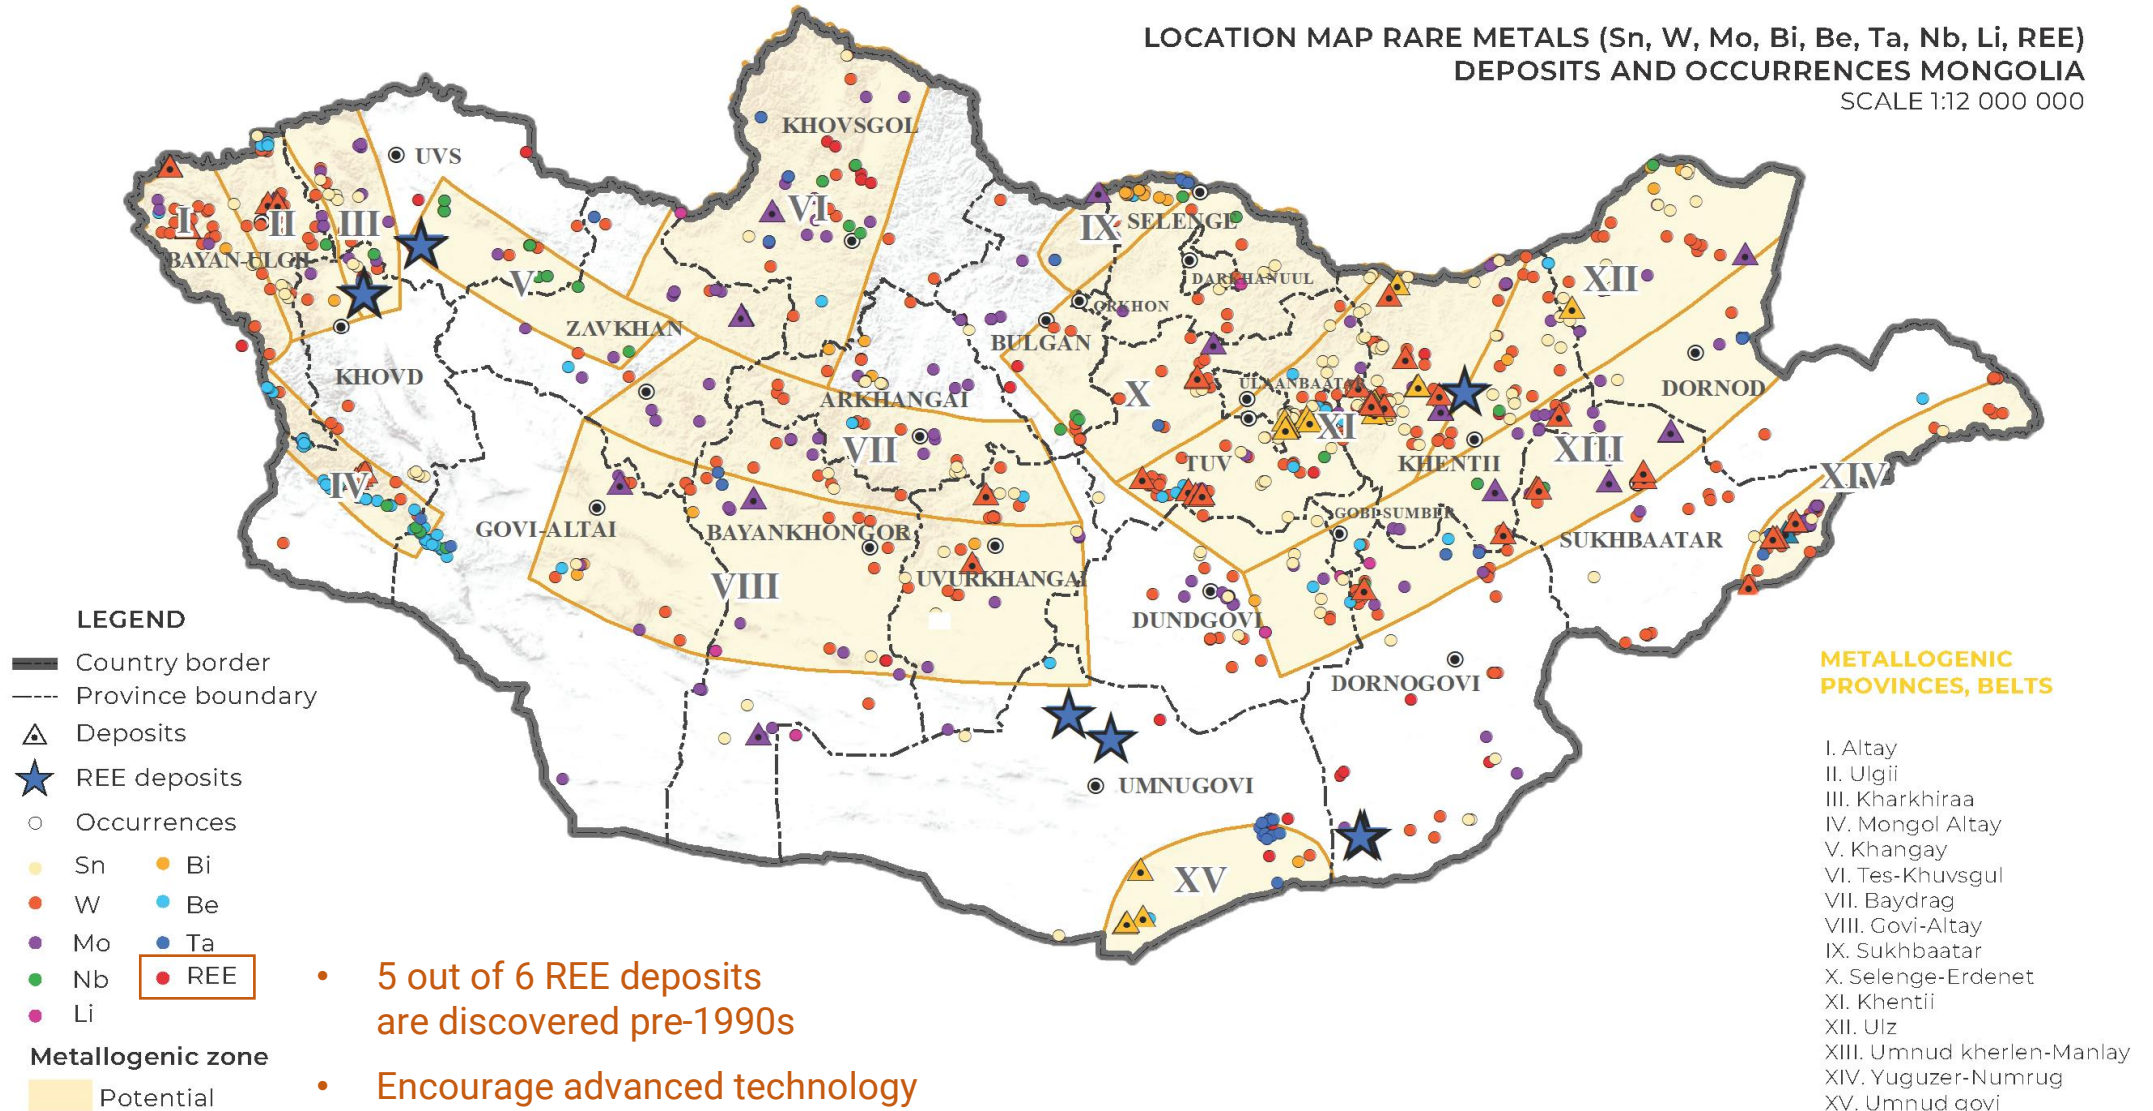 LOCATION MAP RARE METALS (Sn, W, Mo, Bi, Be, Ta, Nb, Li, REE)
DEPOSITS AND OCCURRENCES MONGOLIA
SCALE 1:12 000 000
KHOVSGOL
UVS
VI
I
II
III
IX
SELENGE
BAYAN-ULGII
DARKHANUUL
XII
V
ORKHON
ZAVKHAN
BULGAN
KHOVD
ULAANBAATAR
DORNOD
ARKHANGAI
X
XI
VII
TUV
KHENTII
XIII
IV
XIV
GOVI-ALTAI
BAYANKHONGOR
GOBI-SUMBER
SUKHBAATAR
VIII
UVURKHANGAI
DUNDGOVI
DORNOGOVI
UMNUGOVI
XV
LEGEND
Country border
Province boundary
Deposits
REE deposits
Occurrences
Sn
Bi
W
Be
Mo
Ta
Nb
REE
Li
Metallogenic zone
Potential
• 5 out of 6 REE deposits
are discovered pre-1990s
• Encourage advanced technology
METALLOGENIC
PROVINCES, BELTS
I. Altay
II. Ulgii
III. Kharkhiraa
IV. Mongol Altay
V. Khangay
VI. Tes-Khuvsgul
VII. Baydrag
VIII. Govi-Altay
IX. Sukhbaatar
X. Selenge-Erdenet
XI. Khentii
XII. Ulz
XIII. Umnud kherlen-Manlay
XIV. Yuguzer-Numrug
XV. Umnud govi